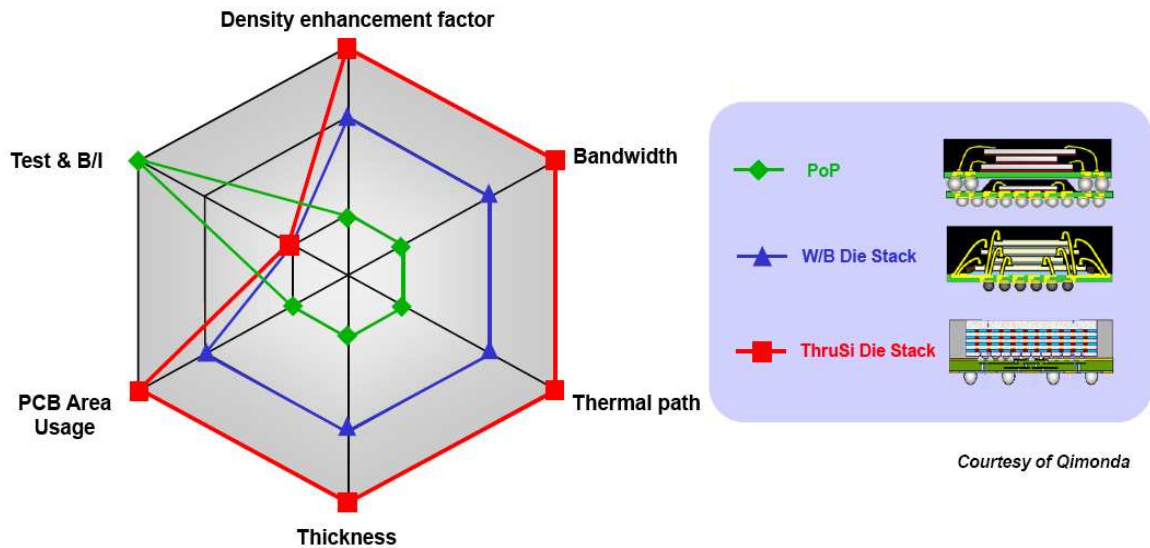 Density enhancement factor
Test & B/I
Bandwidth
PCB Area
Usage
Thermal path
Thickness
PoP
W/B Die Stack
ThruSi Die Stack
Courtesy of Qimonda